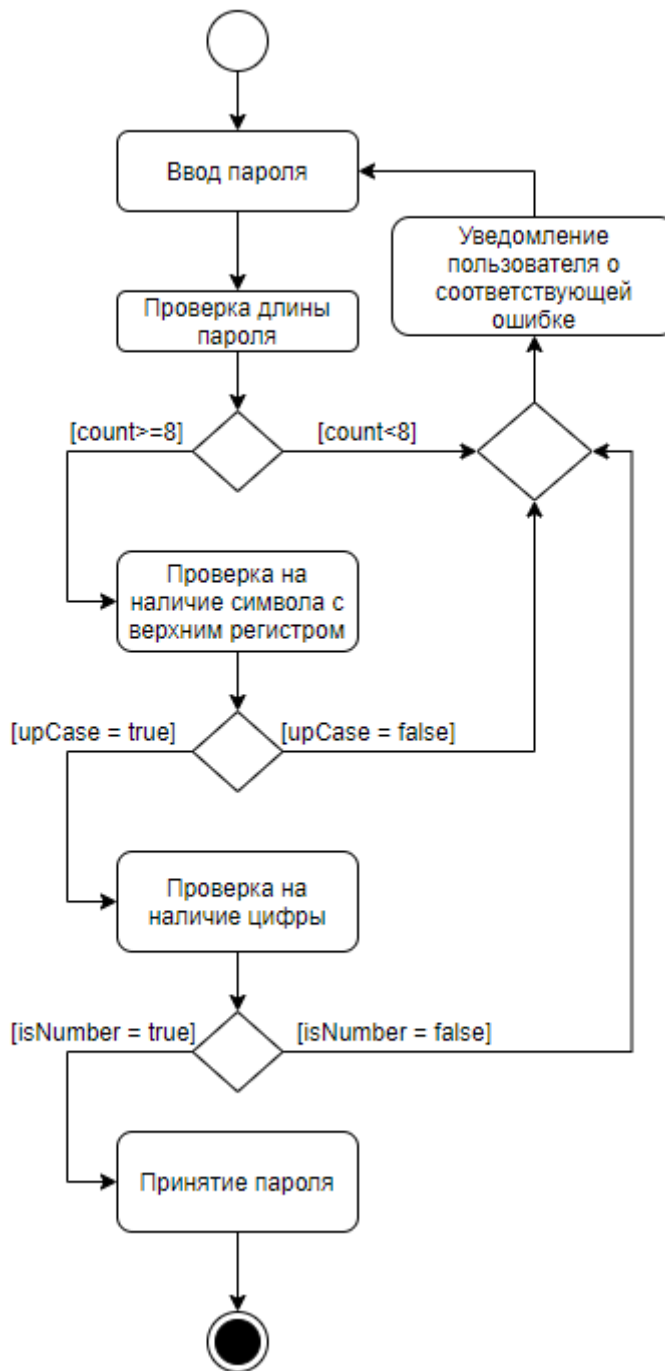 Ввод пароля
Уведомление
пользователя о
соответствующей
ошибке
Проверка длины
пароля
[count>=8]
[count<8]
Проверка на
наличие символа с
верхним регистром
[upCase = true]
[upCase = false]
Проверка на
наличие цифры
[isNumber = true]
[isNumber = false]
Принятие пароля